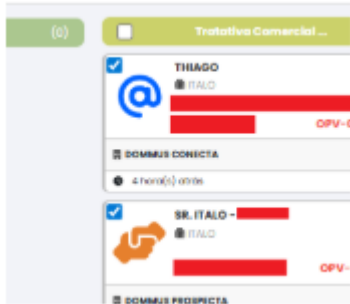 (0)
Tratativa Comercial ...
THIAGO
ITALO
OPV-
DOMMUS CONECTA
4 hora(s) atrás
SR. ITALO -
ITALO
OPV-
DOMMUS PROSPECTA